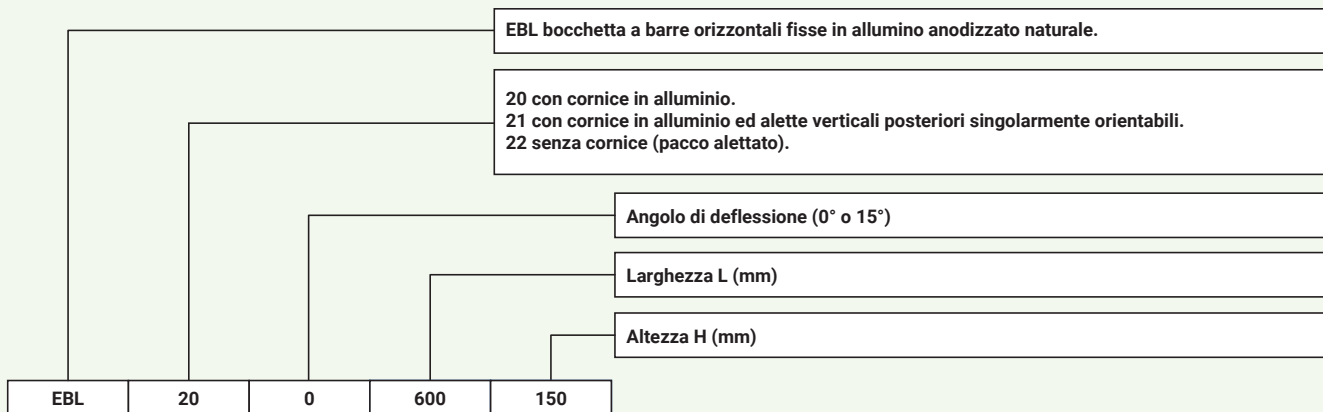 EBL bocchetta a barre orizzontali fisse in allumino anodizzato naturale.
20 con cornice in alluminio.
21 con cornice in alluminio ed alette verticali posteriori singolarmente orientabili.
22 senza cornice (pacco alettato).
Angolo di deflessione (0° o 15°)
Larghezza L (mm)
Altezza H (mm)
EBL 20 0 600 150